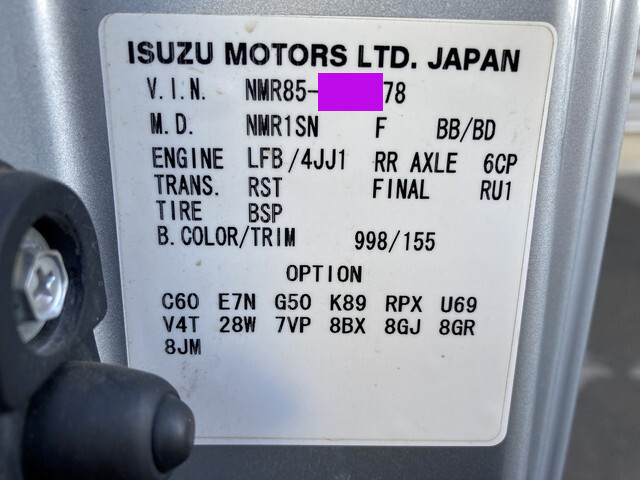 ISUZU MOTORS LTD. JAPAN
V.I.N. NMR85- 78
M.D. NMR1SN F BB/BD
ENGINE LFB/4JJ1 RR AXLE 6CP
TRANS. RST FINAL RU1
TIRE BSP
B.COLOR/TRIM 998/155
OPTION
C60 E7N G50 K89 RPX U69
V4T 28W 7VP 8BX 8GJ 8GR
8JM